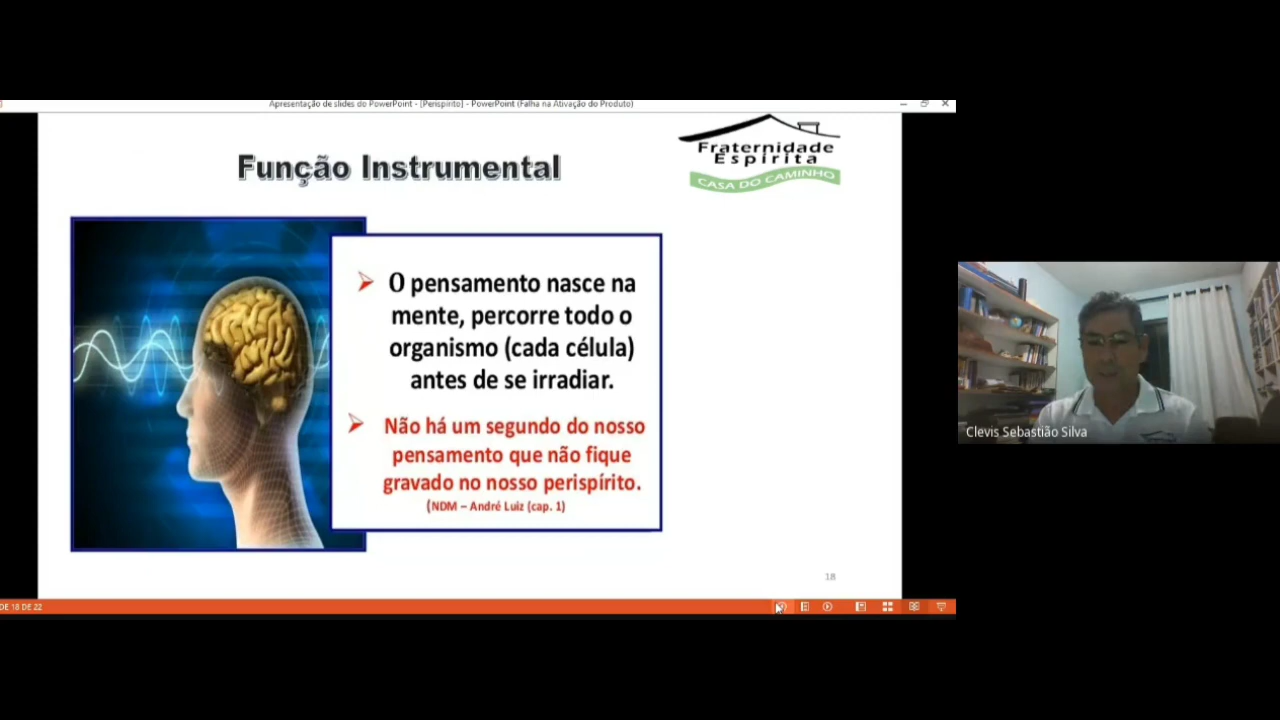 Apresentação de slides do PowerPoint - [Perispírito] - PowerPoint (Falha na Ativação do Produto)
Fraternidade
Espírita
CASA DO CAMINHO
Função Instrumental
O pensamento nasce na
mente, percorre todo o
organismo (cada célula)
antes de se irradiar.
Não há um segundo do nosso
pensamento que não fique
gravado no nosso perispírito.
(NDM – André Luiz (cap. 1)
18
DE 18 DE 22
Clevis Sebastião Silva